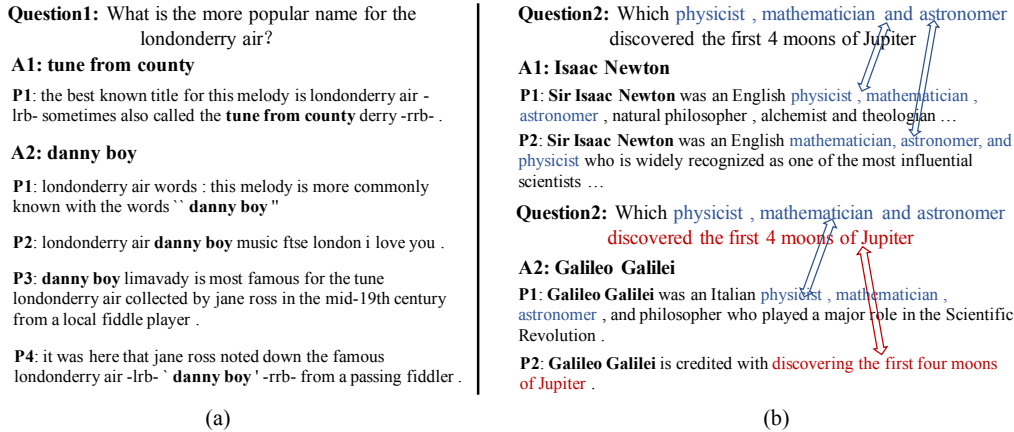 Question1: What is the more popular name for the
londonderry air?
A1: tune from county
P1: the best known title for this melody is londonderry air -
lrb- sometimes also called the tune from county derry -rrb- .
A2: danny boy
P1: londonderry air words : this melody is more commonly
known with the words `` danny boy ''
P2: londonderry air danny boy music ftse london i love you .
P3: danny boy limavady is most famous for the tune
londonderry air collected by jane ross in the mid-19th century
from a local fiddle player .
P4: it was here that jane ross noted down the famous
londonderry air -lrb- ` danny boy ' -rrb- from a passing fiddler .
(a)
Question2: Which physicist , mathematician and astronomer
discovered the first 4 moons of Jupiter
A1: Isaac Newton
P1: Sir Isaac Newton was an English physicist , mathematician ,
astronomer , natural philosopher , alchemist and theologian …
P2: Sir Isaac Newton was an English mathematician, astronomer, and
physicist who is widely recognized as one of the most influential
scientists …
Question2: Which physicist , mathematician and astronomer
discovered the first 4 moons of Jupiter
A2: Galileo Galilei
P1: Galileo Galilei was an Italian physicist , mathematician ,
astronomer , and philosopher who played a major role in the Scientific
Revolution .
P2: Galileo Galilei is credited with discovering the first four moons
of Jupiter .
(b)